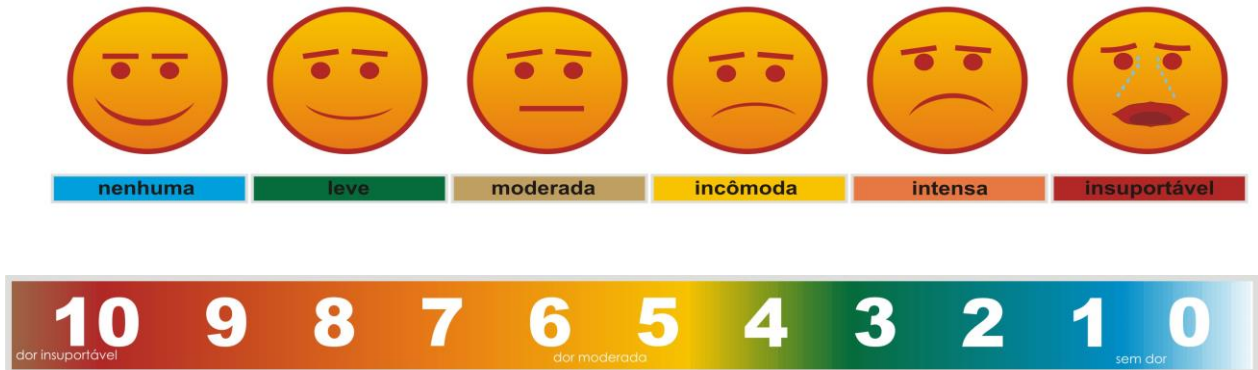 nenhuma leve moderada incômoda intensa insuportável
10 9 8 7 6 5 4 3 2 1 0
dor insuportável dor moderada sem dor